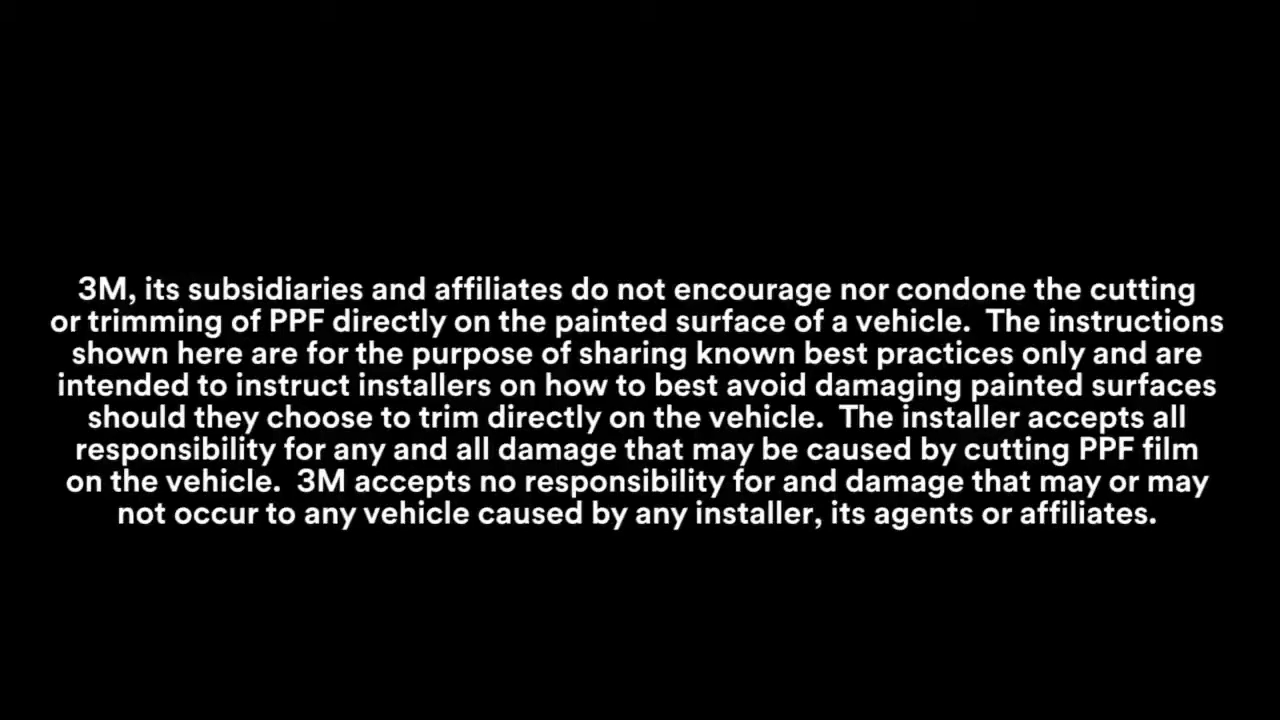 3M, its subsidiaries and affiliates do not encourage nor condone the cutting
or trimming of PPF directly on the painted surface of a vehicle.  The instructions
shown here are for the purpose of sharing known best practices only and are
intended to instruct installers on how to best avoid damaging painted surfaces
should they choose to trim directly on the vehicle.  The installer accepts all
responsibility for any and all damage that may be caused by cutting PPF film
on the vehicle.  3M accepts no responsibility for and damage that may or may
not occur to any vehicle caused by any installer, its agents or affiliates.